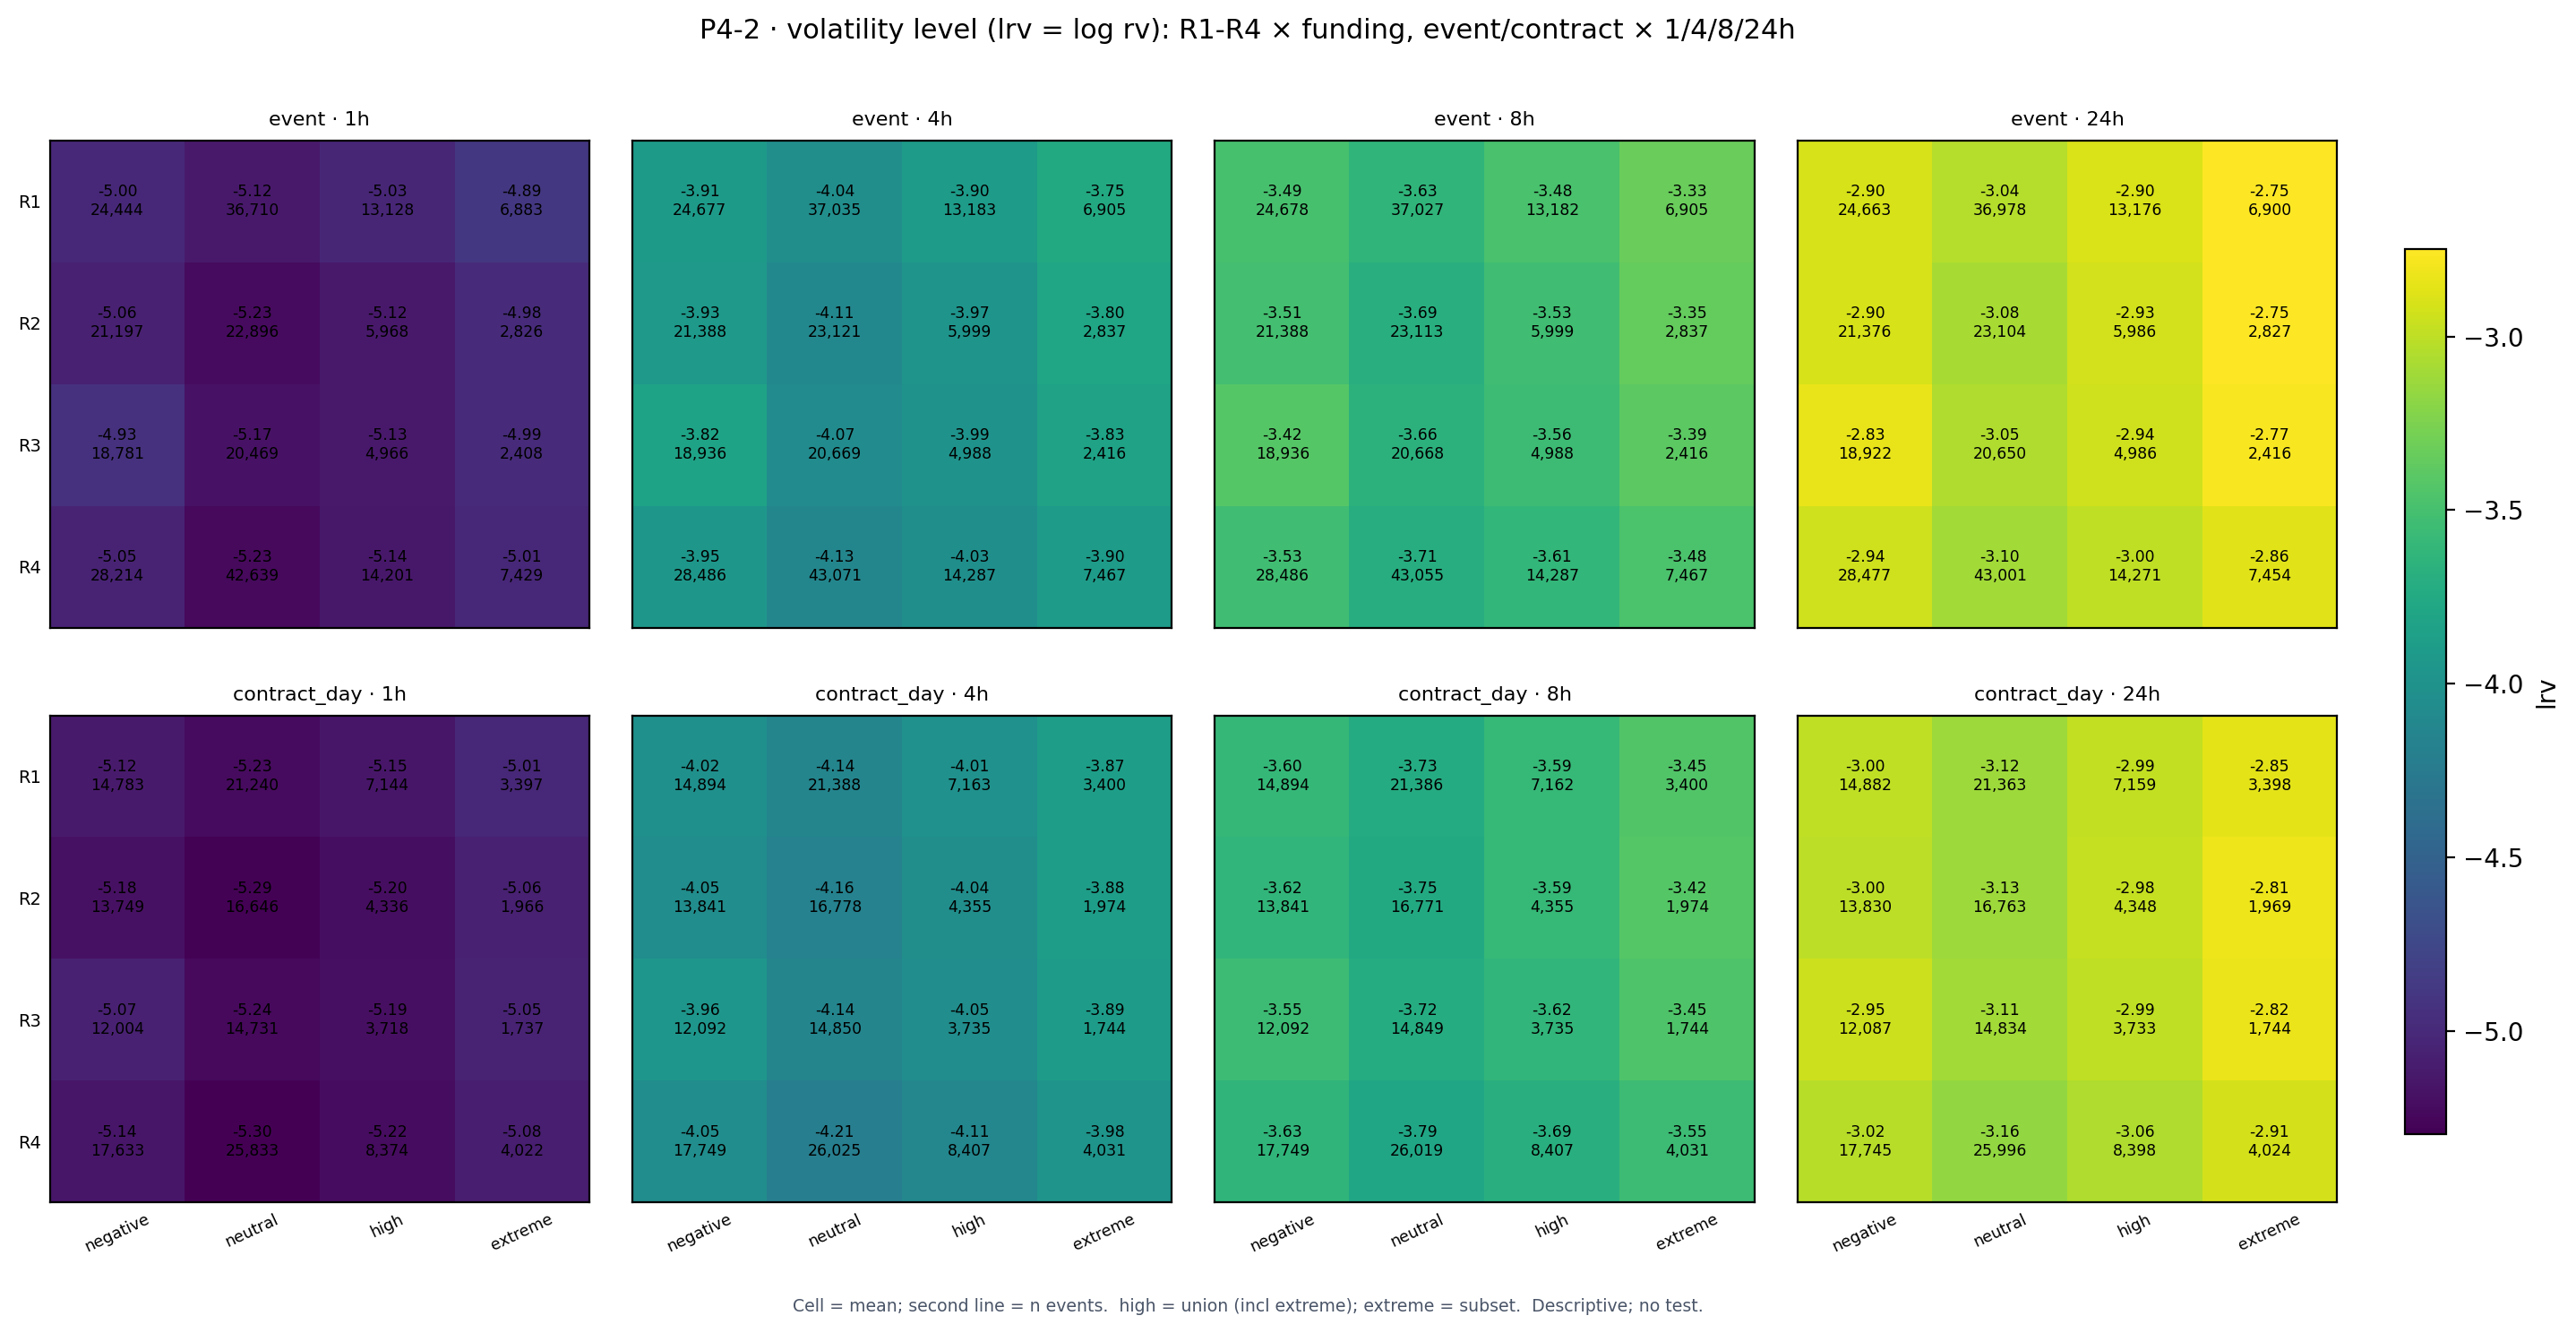 P4-2 · volatility level (lrv = log rv): R1-R4 × funding, event/contract × 1/4/8/24h
event · 1h event · 4h event · 8h event · 24h
R1
-5.00 -5.12 -5.03 -4.89 -3.91 -4.04 -3.90 -3.75 -3.49 -3.63 -3.48 -3.33 -2.90 -3.04 -2.90 -2.75
24,444 36,710 13,128 6,883 24,677 37,035 13,183 6,905 24,678 37,027 13,182 6,905 24,663 36,978 13,176 6,900
R2
-5.06 -5.23 -5.12 -4.98 -3.93 -4.11 -3.97 -3.80 -3.51 -3.69 -3.53 -3.35 -2.90 -3.08 -2.93 -2.75
21,197 22,896 5,968 2,826 21,388 23,121 5,999 2,837 21,388 23,113 5,999 2,837 21,376 23,104 5,986 2,827
R3
-4.93 -5.17 -5.13 -4.99 -3.82 -4.07 -3.99 -3.83 -3.42 -3.66 -3.56 -3.39 -2.83 -3.05 -2.94 -2.77
18,781 20,469 4,966 2,408 18,936 20,669 4,988 2,416 18,936 20,668 4,988 2,416 18,922 20,650 4,986 2,416
R4
-5.05 -5.23 -5.14 -5.01 -3.95 -4.13 -4.03 -3.90 -3.53 -3.71 -3.61 -3.48 -2.94 -3.10 -3.00 -2.86
28,214 42,639 14,201 7,429 28,486 43,071 14,287 7,467 28,486 43,055 14,287 7,467 28,477 43,001 14,271 7,454
contract_day · 1h contract_day · 4h contract_day · 8h contract_day · 24h
R1
-5.12 -5.23 -5.15 -5.01 -4.02 -4.14 -4.01 -3.87 -3.60 -3.73 -3.59 -3.45 -3.00 -3.12 -2.99 -2.85
14,783 21,240 7,144 3,397 14,894 21,388 7,163 3,400 14,894 21,386 7,162 3,400 14,882 21,363 7,159 3,398
R2
-5.18 -5.29 -5.20 -5.06 -4.05 -4.16 -4.04 -3.88 -3.62 -3.75 -3.59 -3.42 -3.00 -3.13 -2.98 -2.81
13,749 16,646 4,336 1,966 13,841 16,778 4,355 1,974 13,841 16,771 4,355 1,974 13,830 16,763 4,348 1,969
R3
-5.07 -5.24 -5.19 -5.05 -3.96 -4.14 -4.05 -3.89 -3.55 -3.72 -3.62 -3.45 -2.95 -3.11 -2.99 -2.82
12,004 14,731 3,718 1,737 12,092 14,850 3,735 1,744 12,092 14,849 3,735 1,744 12,087 14,834 3,733 1,744
R4
-5.14 -5.30 -5.22 -5.08 -4.05 -4.21 -4.11 -3.98 -3.63 -3.79 -3.69 -3.55 -3.02 -3.16 -3.06 -2.91
17,633 25,833 8,374 4,022 17,749 26,025 8,407 4,031 17,749 26,019 8,407 4,031 17,745 25,996 8,398 4,024
negative neutral high extreme negative neutral high extreme negative neutral high extreme negative neutral high extreme
−3.0
−3.5
−4.0
−4.5
−5.0
lrv
Cell = mean; second line = n events.  high = union (incl extreme); extreme = subset.  Descriptive; no test.